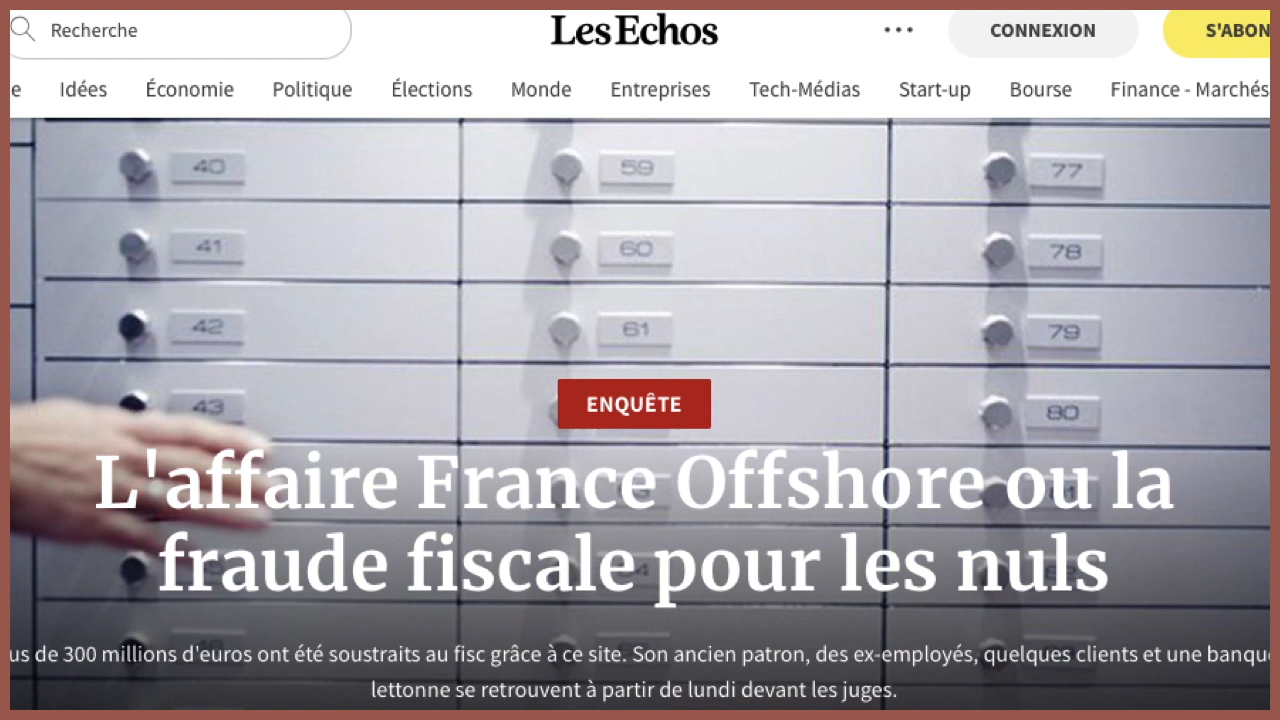 Recherche
Les Echos
CONNEXION
S'ABON
e
Idées
Économie
Politique
Élections
Monde
Entreprises
Tech-Médias
Start-up
Bourse
Finance - Marchés
40
59
77
41
60
78
42
61
79
43
80
ENQUÊTE
L'affaire France Offshore ou la
fraude fiscale pour les nuls
us de 300 millions d'euros ont été soustraits au fisc grâce à ce site. Son ancien patron, des ex-employés, quelques clients et une banque
lettonne se retrouvent à partir de lundi devant les juges.